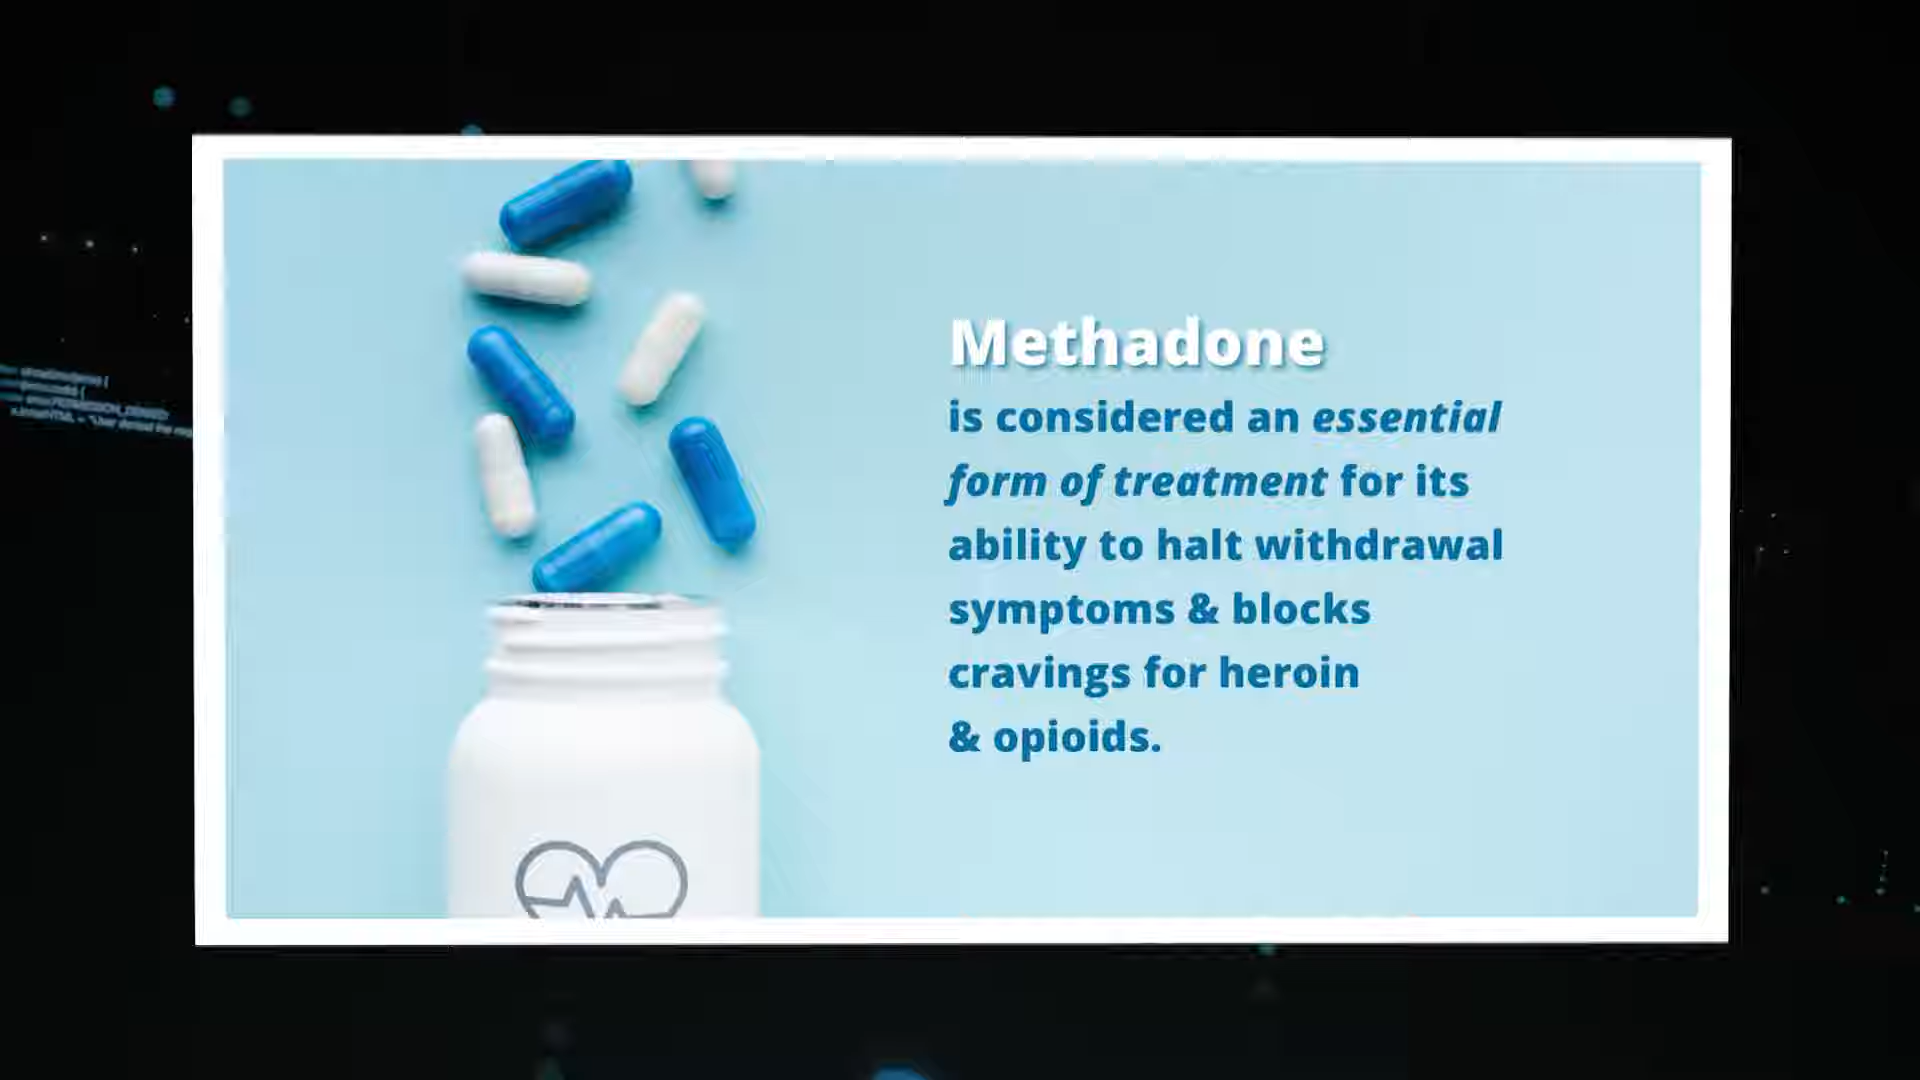 Methadone
is considered an essential
form of treatment for its
ability to halt withdrawal
symptoms & blocks
cravings for heroin
& opioids.